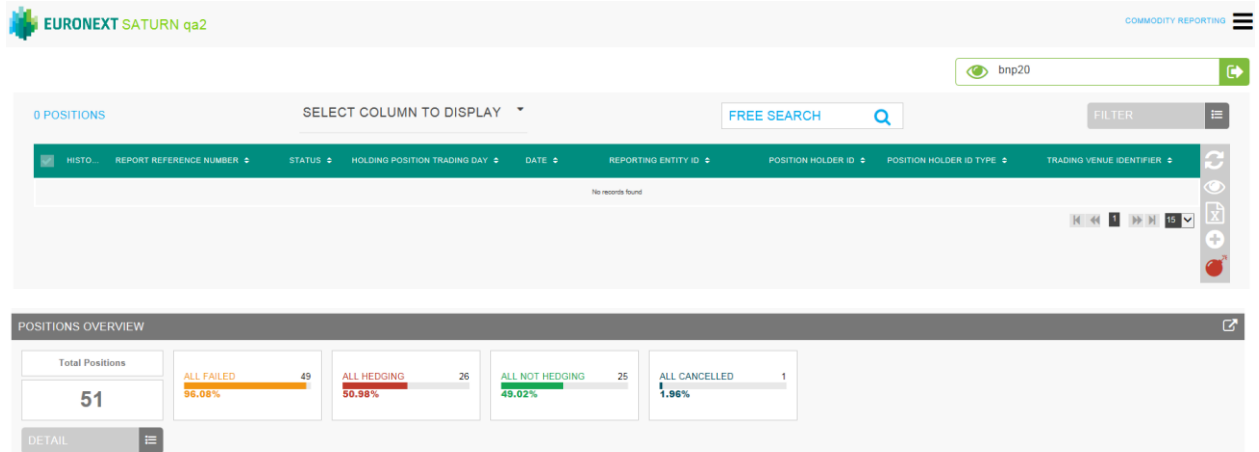 EURONEXT SATURN qa2
COMMODITY REPORTING
bnp20
0 POSITIONS
SELECT COLUMN TO DISPLAY
FREE SEARCH
FILTER
HISTO... REPORT REFERENCE NUMBER STATUS HOLDING POSITION TRADING DAY DATE REPORTING ENTITY ID POSITION HOLDER ID POSITION HOLDER ID TYPE TRADING VENUE IDENTIFIER
No records found
1 15
X
POSITIONS OVERVIEW
Total Positions
51
ALL FAILED 49
96.08%
ALL HEDGING 26
50.98%
ALL NOT HEDGING 25
49.02%
ALL CANCELLED 1
1.96%
DETAIL